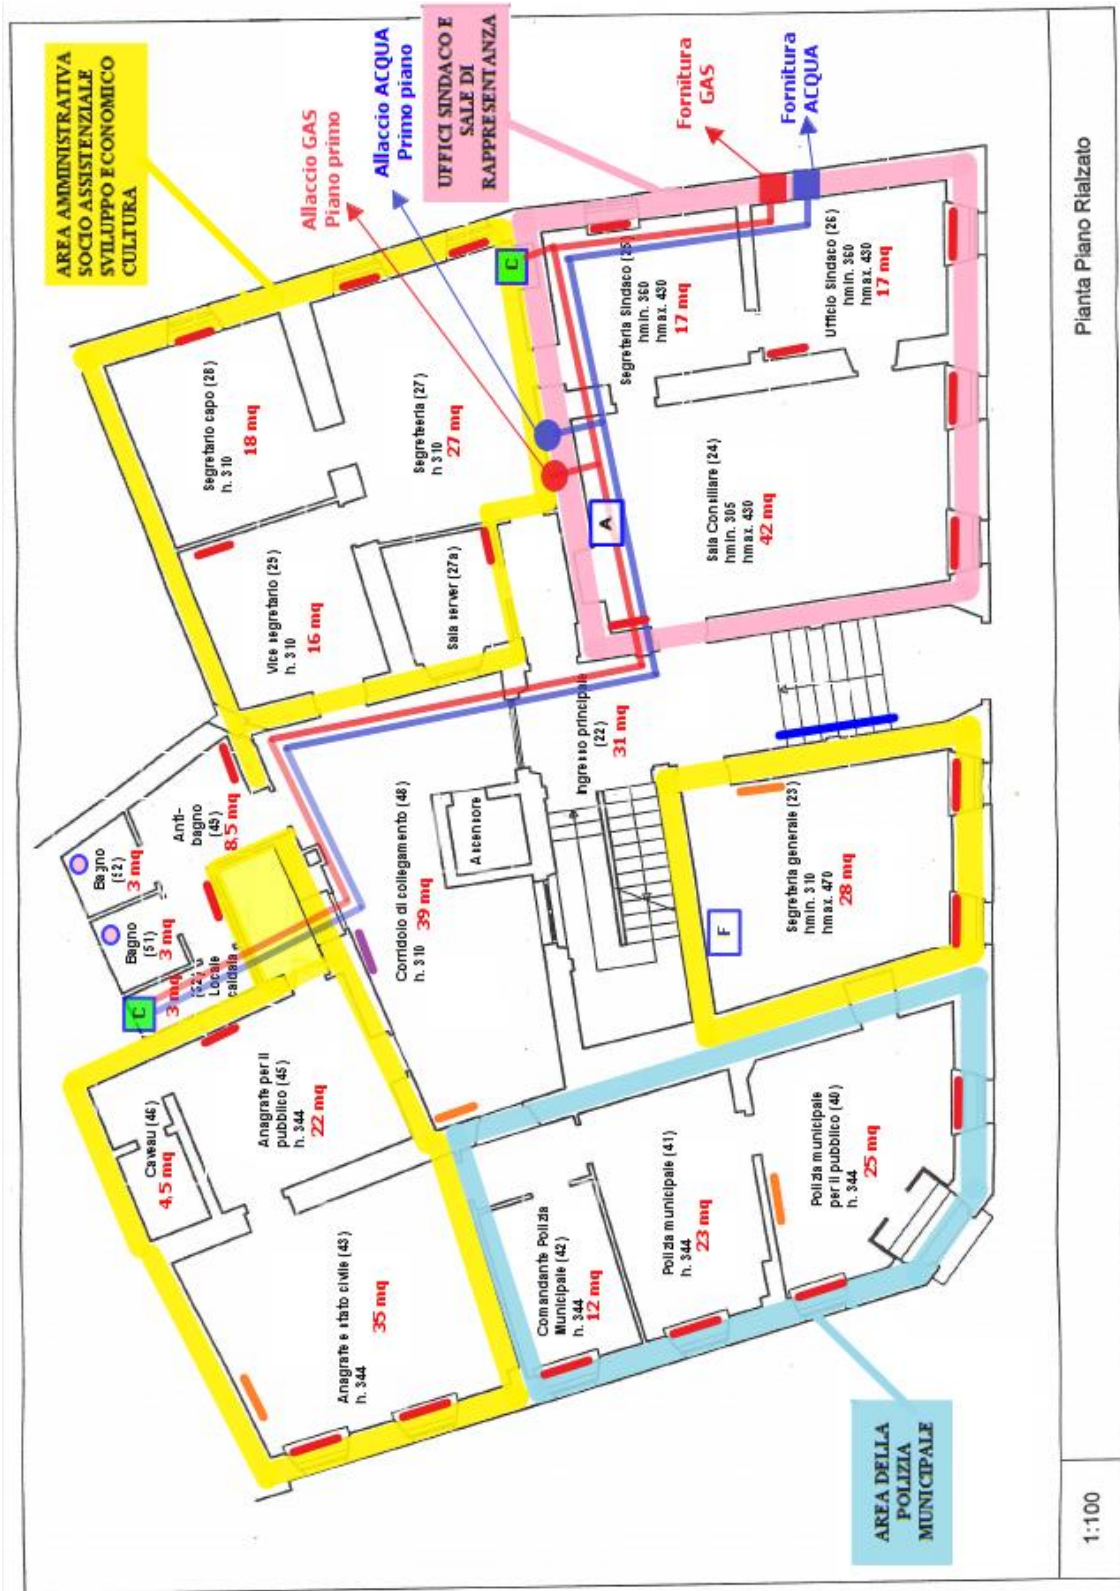 AREA AMMINISTRATIVA
SOCIO ASSISTENZIALE
SVILUPPO ECONOMICO
CULTURA
Allaccio GAS
Piano primo
Allaccio ACQUA
Primo piano
UFFICI SINDACO E
SALE DI
RAPPRESENTANZA
Fornitura
GAS
Fornitura
ACQUA
Segretario capo (28)
h. 310
18 mq
Segreteria (27)
h 310
27 mq
C
Segreteria Sindaco (25)
hmin. 360
hmax. 430
17 mq
Ufficio Sindaco (26)
hmin. 360
hmax. 430
17 mq
Vice segretario (29)
h. 310
16 mq
Sala server (27a)
A
Sala Consiliare (24)
hmin. 305
hmax. 430
42 mq
Bagno
(52)
3 mq
Anti-
bagno
(49)
8,5 mq
Bagno
(51)
3 mq
3 mq
Locale
caldaia
C
Corridoio di collegamento (48)
h. 310
39 mq
Ascensore
Ingresso principale
(22)
31 mq
F
Segreteria generale (23)
hmin. 310
hmax. 470
28 mq
Caveau (46)
4,5 mq
Anagrafe per il
pubblico (45)
h. 344
22 mq
Anagrafe e stato civile (43)
h. 344
35 mq
Comandante Polizia
Municipale (42)
h. 344
12 mq
Polizia municipale (41)
h. 344
23 mq
Polizia municipale
per il pubblico (40)
h. 344
25 mq
AREA DELLA
POLIZIA
MUNICIPALE
1:100
Pianta Piano Rialzato